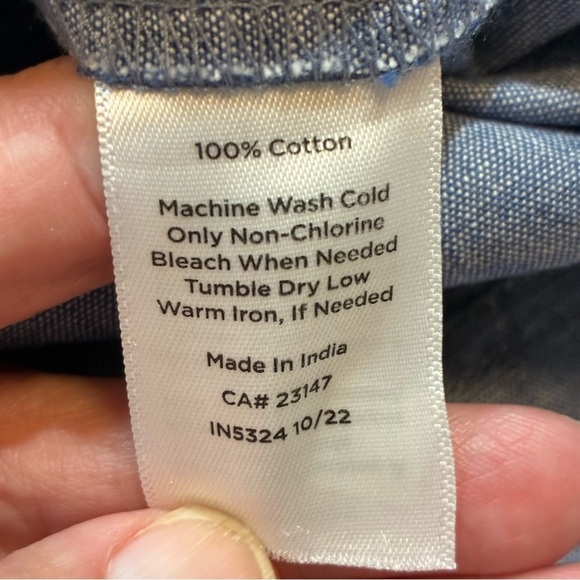 100% Cotton
Machine Wash Cold
Only Non-Chlorine
Bleach When Needed
Tumble Dry Low
Warm Iron, If Needed
Made In India
CA# 23147
IN5324 10/22